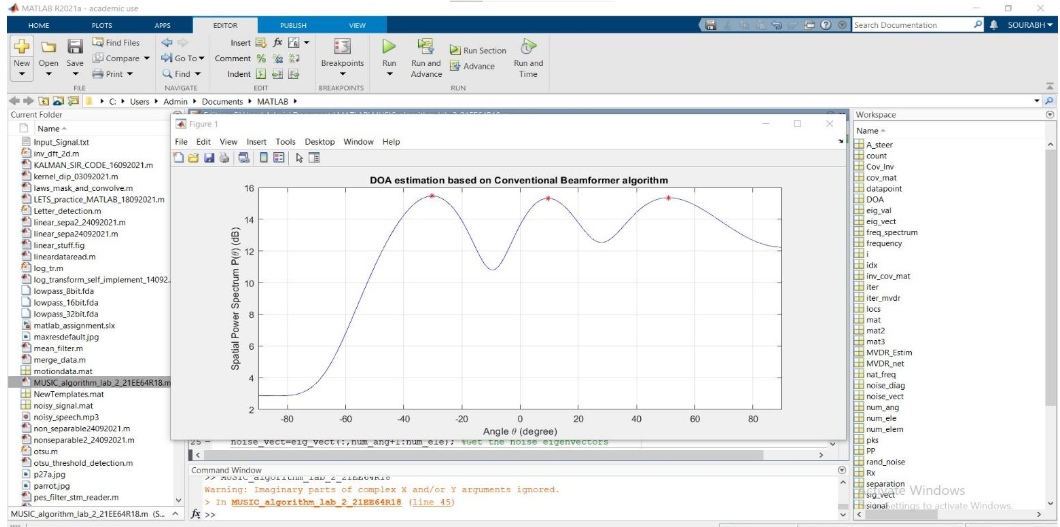 MATLAB R2021a - academic use
HOME PLOTS APPS EDITOR PUBLISH VIEW
Search Documentation
SOURABH
New Open Save
Find Files
Compare
Print
Go To
Find
Insert fx
Comment %
Indent
Breakpoints
Run
Run and Advance
Run Section
Advance
Run and Time
FILE NAVIGATE EDIT BREAKPOINTS RUN
C: Users Admin Documents MATLAB
Current Folder
Name
Input_Signal.txt
inv_dft_2d.m
KALMAN_SIR_CODE_16092021.m
kernel_dip_03092021.m
laws_mask_and_convolve.m
LETS_practice_MATLAB_18092021.m
Letter_detection.m
linear_sepa2_24092021.m
linear_sepa24092021.m
linear_stuff.fig
lineardataread.m
log_tr.m
log_transform_self_implement_14092.
lowpass_8bit.fda
lowpass_16bit.fda
lowpass_32bit.fda
matlab_assignment.slx
maxresdefault.jpg
mean_filter.m
merge_data.m
motiondata.mat
MUSIC_algorithm_lab_2_21EE64R18.m
NewTemplates.mat
noisy_signal.mat
noisy_speech.mp3
non_separable24092021.m
nonseparable2_24092021.m
otsu.m
otsu_threshold_detection.m
p27a.jpg
parrot.jpg
pes_filter_stm_reader.m
MUSIC_algorithm_lab_2_21EE64R18.m (S...
Figure 1
File Edit View Insert Tools Desktop Window Help
DOA estimation based on Conventional Beamformer algorithm
Spatial Power Spectrum P(θ) (dB)
16
14
12
10
8
6
4
2
-80 -60 -40 -20 0 20 40 60 80
Angle θ (degree)
25 - noise_vect=eig_vect(:,num_ang+1:num_ele); %Get the noise eigenvectors
Command Window
>> MUSIC_algorithm_lab_2_21EE64R18
Warning: Imaginary parts of complex X and/or Y arguments ignored.
> In MUSIC_algorithm_lab_2_21EE64R18 (line 45)
fx >>
Workspace
Name
A_steer
count
Cov_Inv
cov_mat
datapoint
DOA
eig_val
eig_vect
freq_spectrum
frequency
i
idx
inv_cov_mat
iter
iter_mvdr
locs
mat
mat2
mat3
MVDR_Estim
MVDR_net
nat_freq
noise_diag
noise_vect
num_ang
num_ele
num_elem
pks
PP
rand_noise
Rx
separation
sig_vect
signal
Activate Windows
Go to Settings to activate Windows.